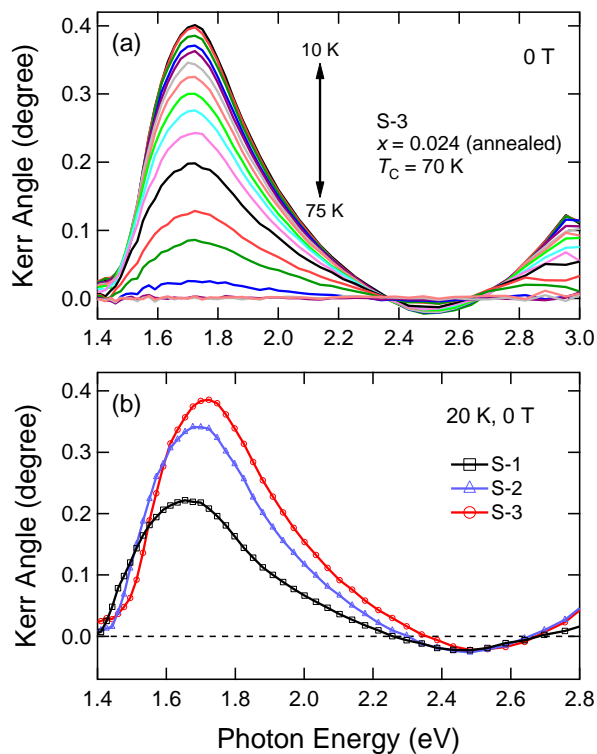 (a)
0 T
10 K
75 K
S-3
x = 0.024 (annealed)
T_C = 70 K
Kerr Angle (degree)
0.4
0.3
0.2
0.1
0.0
1.4 1.6 1.8 2.0 2.2 2.4 2.6 2.8 3.0
(b)
20 K, 0 T
S-1
S-2
S-3
Kerr Angle (degree)
0.4
0.3
0.2
0.1
0.0
1.4 1.6 1.8 2.0 2.2 2.4 2.6 2.8
Photon Energy (eV)